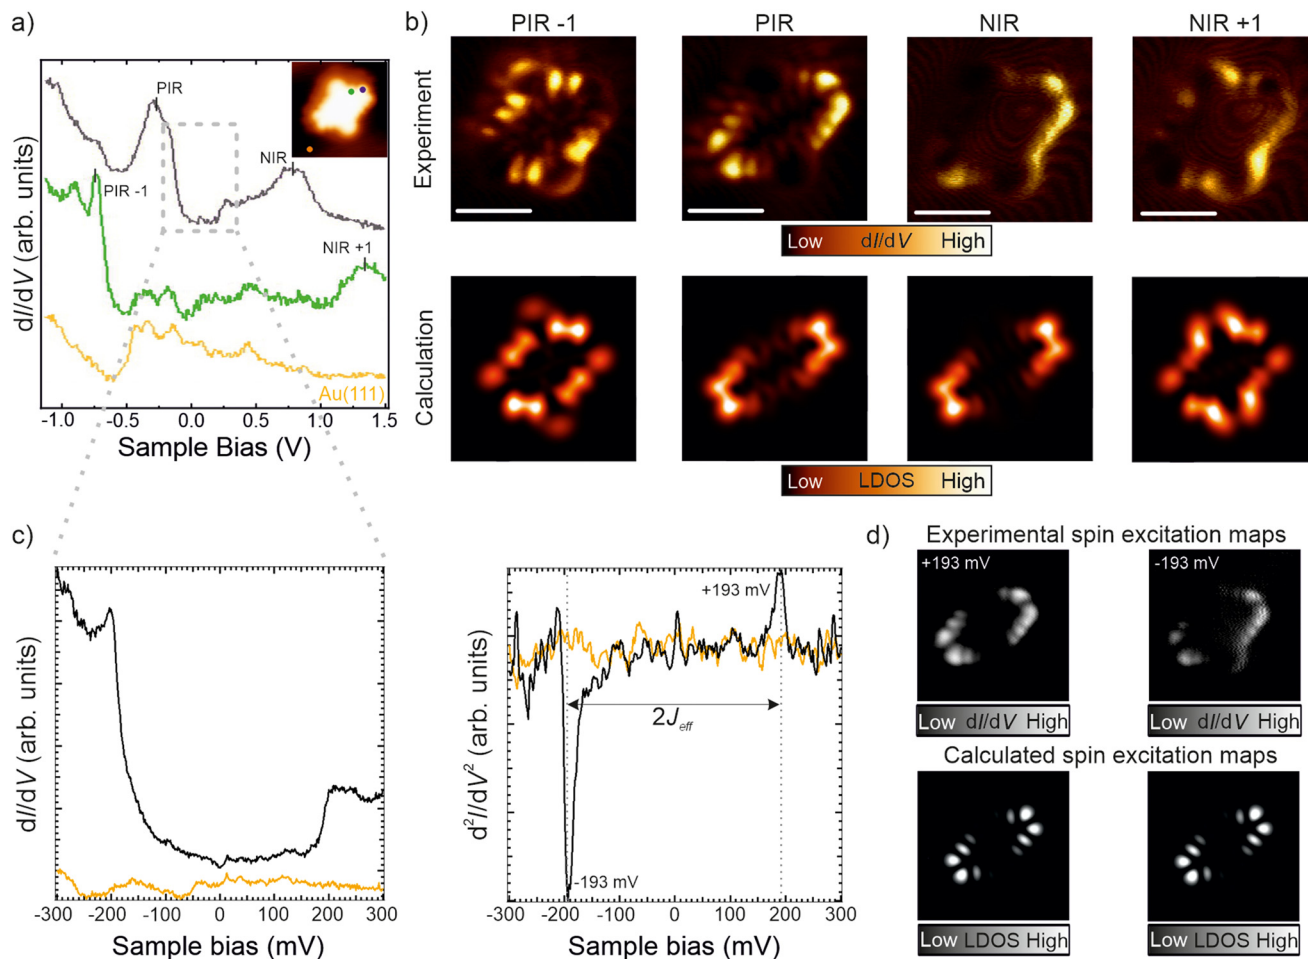 a)
PIR
NIR
PIR -1
NIR +1
Au(111)
dI/dV (arb. units)
-1.0 -0.5 0.0 0.5 1.0 1.5
Sample Bias (V)
b)
PIR -1 PIR NIR NIR +1
Experiment
Low dI/dV High
Calculation
Low LDOS High
c)
dI/dV (arb. units)
-300 -200 -100 0 100 200 300
Sample bias (mV)
+193 mV
2Jeff
-193 mV
d²I/dV² (arb. units)
-300 -200 -100 0 100 200 300
Sample bias (mV)
d)
Experimental spin excitation maps
+193 mV -193 mV
Low dI/dV High Low dI/dV High
Calculated spin excitation maps
Low LDOS High Low LDOS High